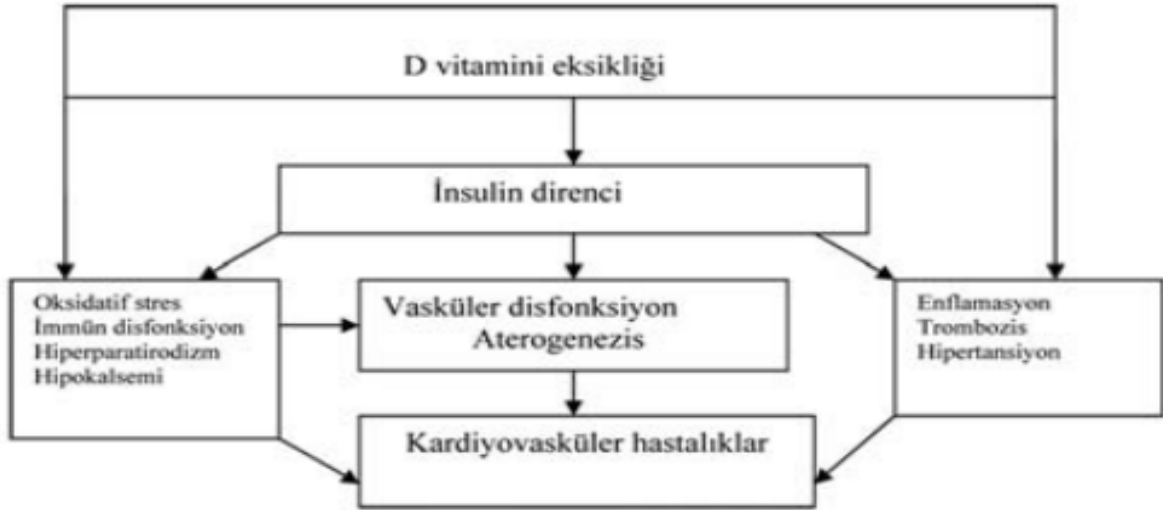 D vitamini eksikliği
İnsulin direnci
Oksidatif stres
İmmün disfonksiyon
Hiperparatirodizm
Hipokalsemi
Vasküler disfonksiyon
Aterogenezis
Enflamasyon
Trombozis
Hipertansiyon
Kardiyovasküler hastalıklar